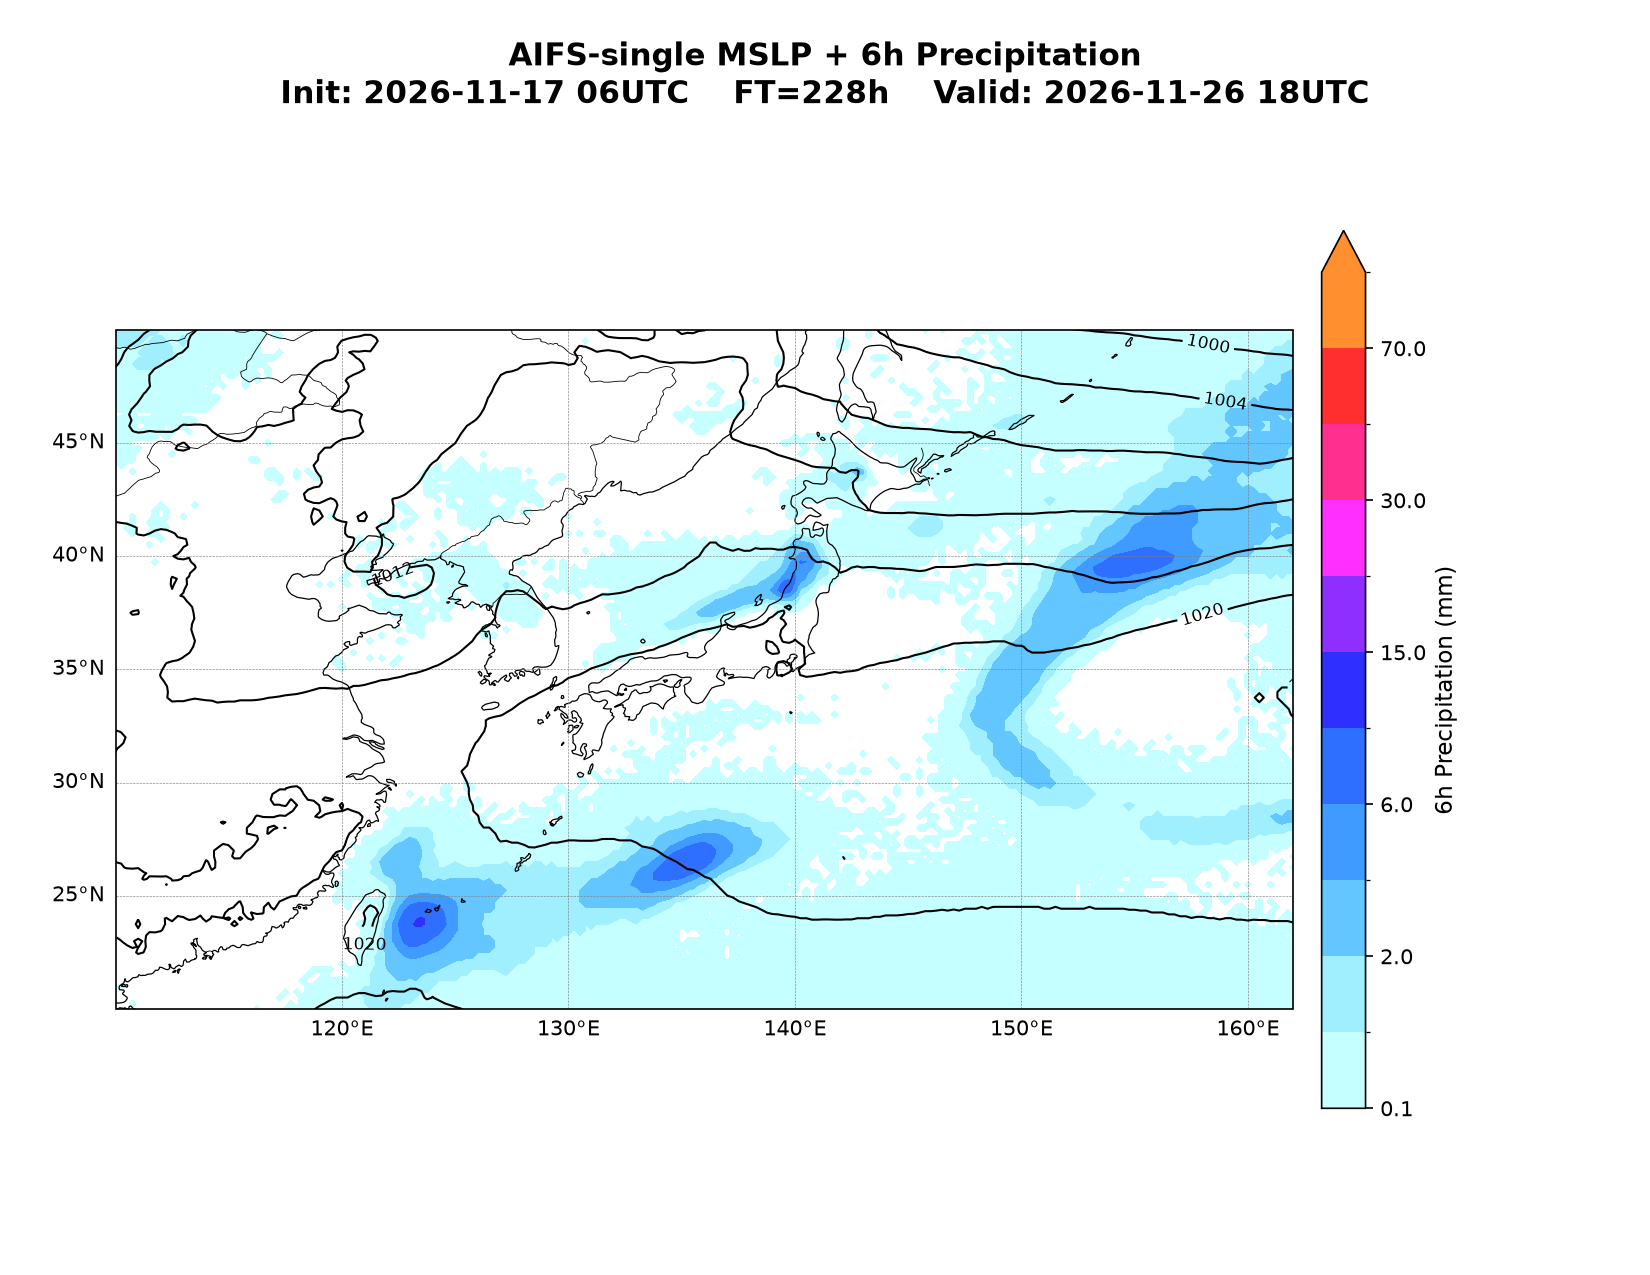 AIFS-single MSLP + 6h Precipitation
Init: 2026-11-17 06UTC    FT=228h    Valid: 2026-11-26 18UTC
1000
1004
1012
1020
1020
45°N
40°N
35°N
30°N
25°N
120°E
130°E
140°E
150°E
160°E
70.0
30.0
15.0
6.0
2.0
0.1
6h Precipitation (mm)